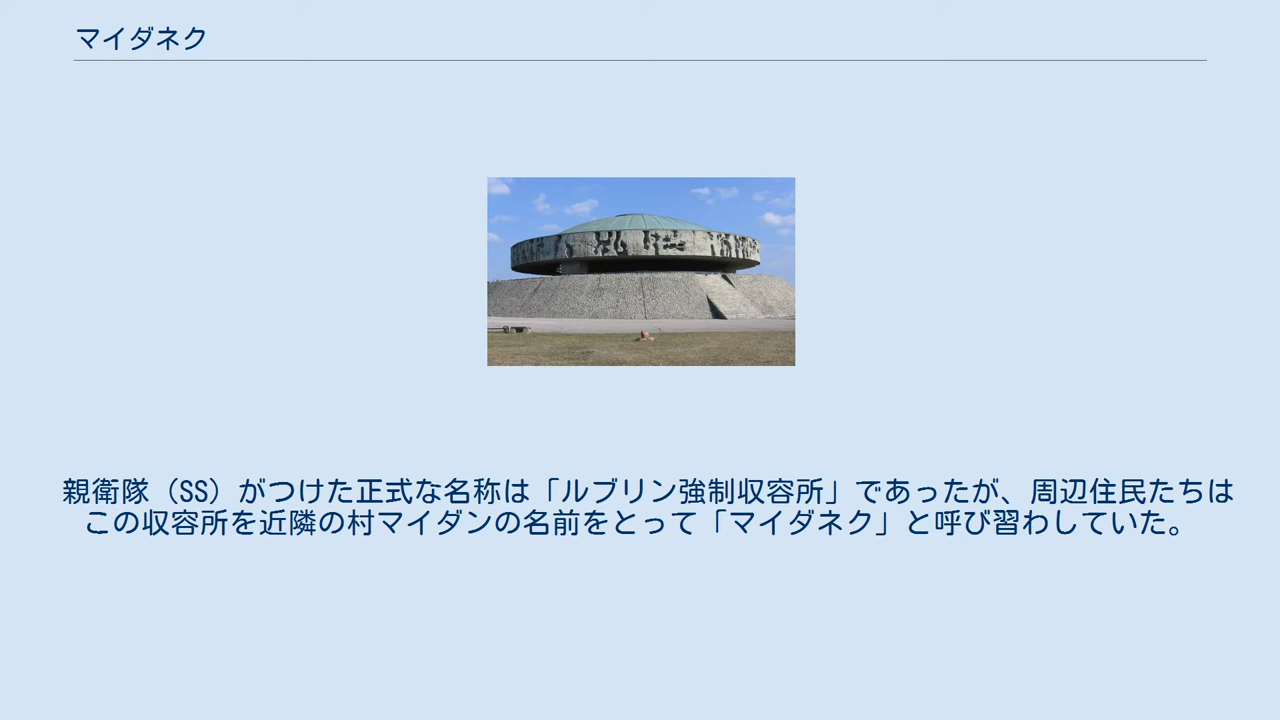 マイダネク
親衛隊（SS）がつけた正式な名称は「ルブリン強制収容所」であったが、周辺住民たちは
この収容所を近隣の村マイダンの名前をとって「マイダネク」と呼び習わしていた。